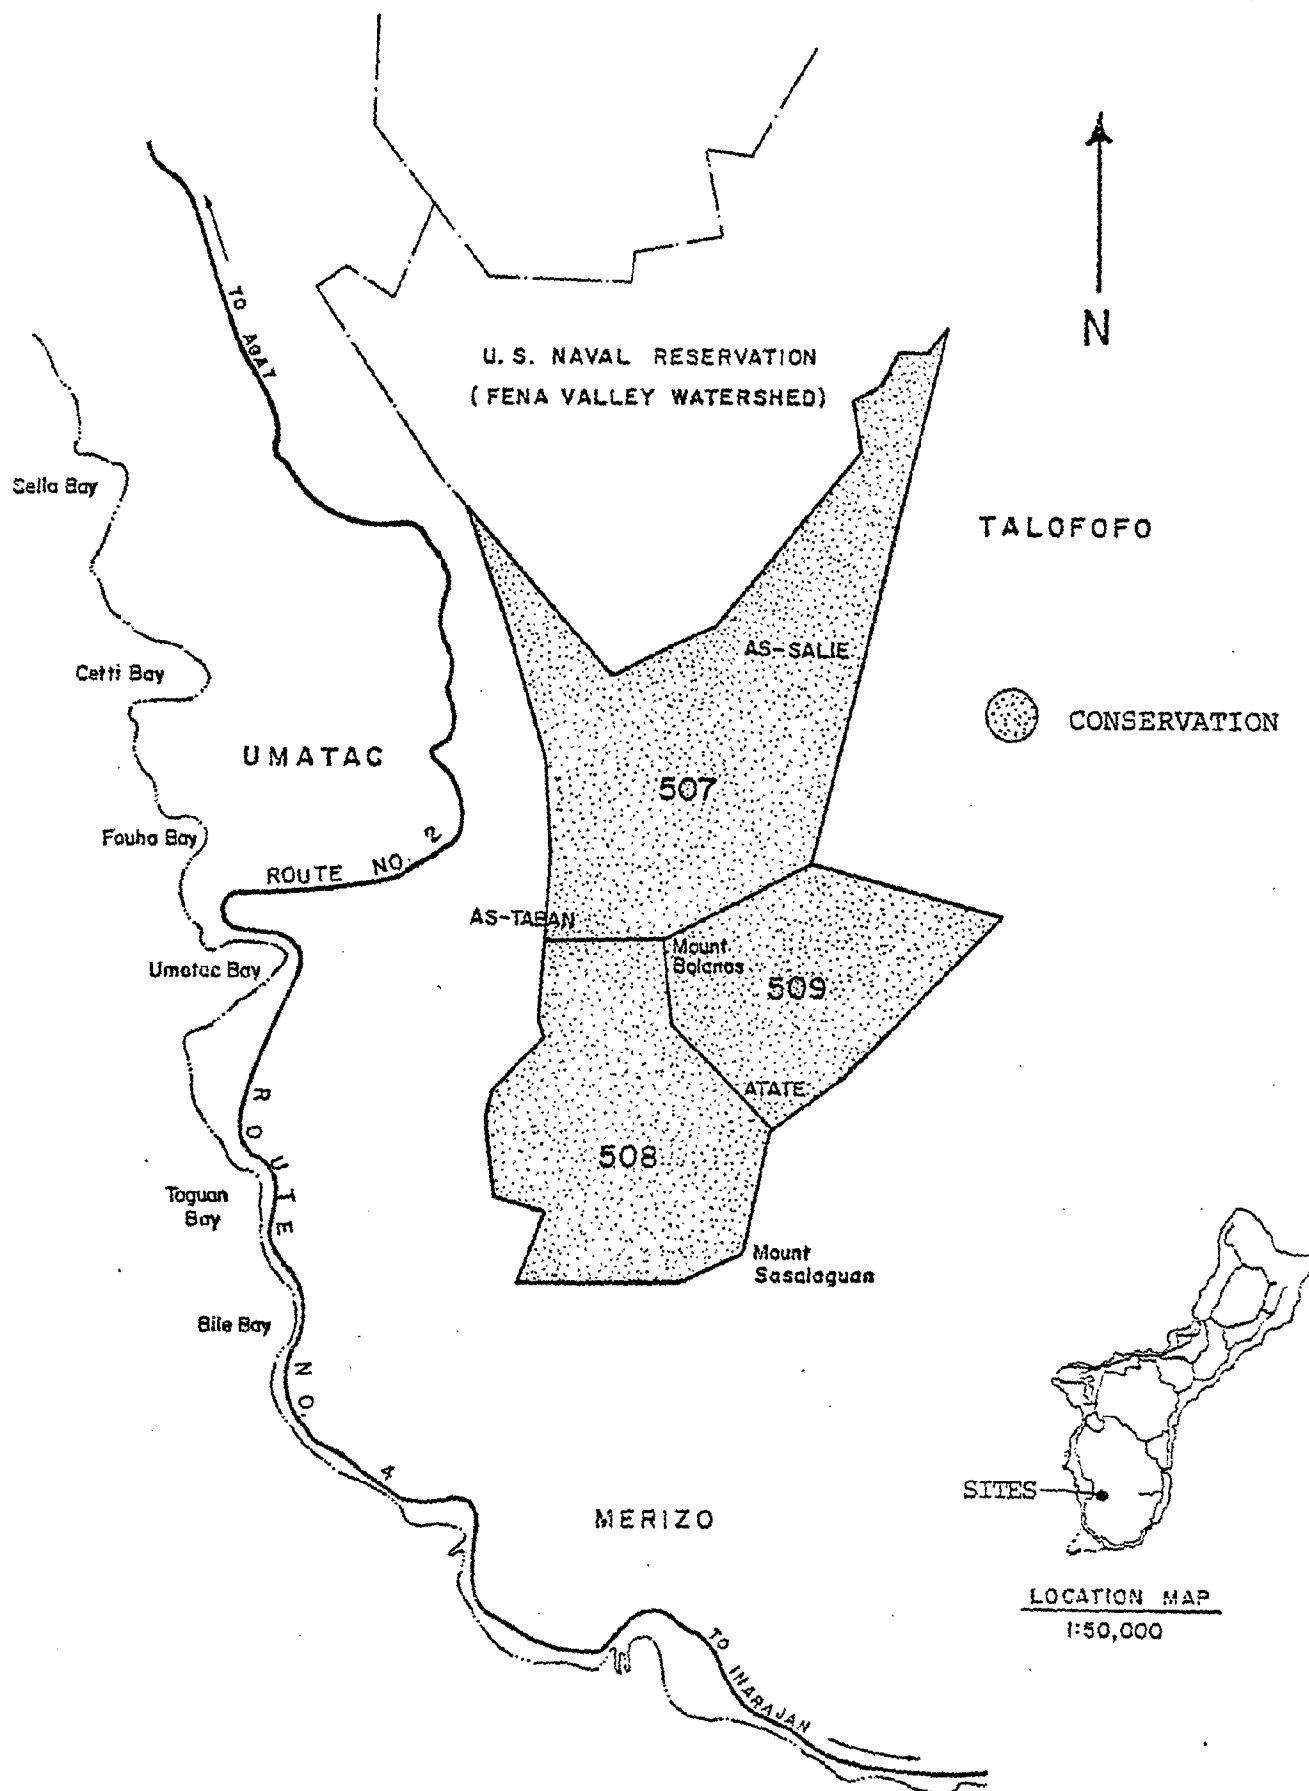 TO AGAT
N
U. S. NAVAL RESERVATION
( FENA VALLEY WATERSHED)
Sella Bay
TALOFOFO
AS-SALIE
Cetti Bay
CONSERVATION
UMATAC
507
Fouha Bay
ROUTE NO. 2
AS-TABAN
Mount
Bolanos
Umatac Bay
509
ATATE
ROUTE NO. 4
508
Toguan
Bay
Mount
Sasalaguan
Bile Bay
SITES
MERIZO
LOCATION MAP
1:50,000
TO INARAJAN